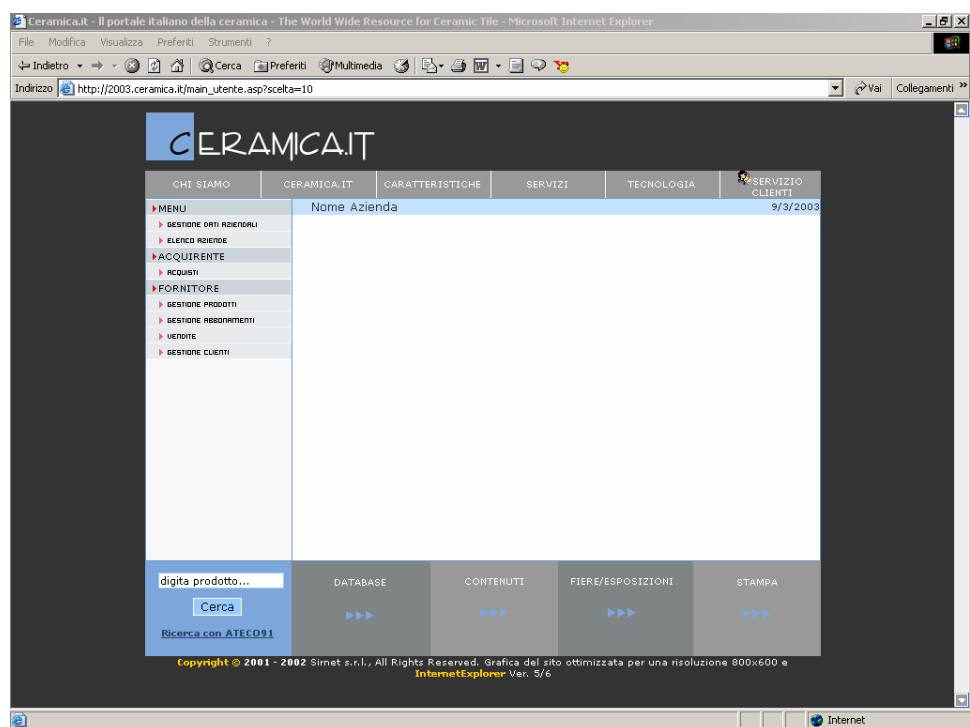 Ceramica.it - Il portale italiano della ceramica - The World Wide Resource for Ceramic Tile - Microsoft Internet Explorer
File Modifica Visualizza Preferiti Strumenti ?
Indietro Cerca Preferiti Multimedia
Indirizzo http://2003.ceramica.it/main_utente.asp?scelta=10 Vai Collegamenti »
CERAMICA.IT
CHI SIAMO CERAMICA.IT CARATTERISTICHE SERVIZI TECNOLOGIA SERVIZIO
CLIENTI
MENU Nome Azienda 9/3/2003
GESTIONE DATI AZIENDALI
ELENCO AZIENDE
ACQUIRENTE
ACQUISTI
FORNITORE
GESTIONE PRODOTTI
GESTIONE ABBONAMENTI
VENDITE
GESTIONE CLIENTI
digita prodotto... DATABASE CONTENUTI FIERE/ESPOSIZIONI STAMPA
Cerca
Ricerca con ATECO91
Copyright © 2001 - 2002 Sirnet s.r.l., All Rights Reserved. Grafica del sito ottimizzata per una risoluzione 800x600 e
InternetExplorer Ver. 5/6
Internet